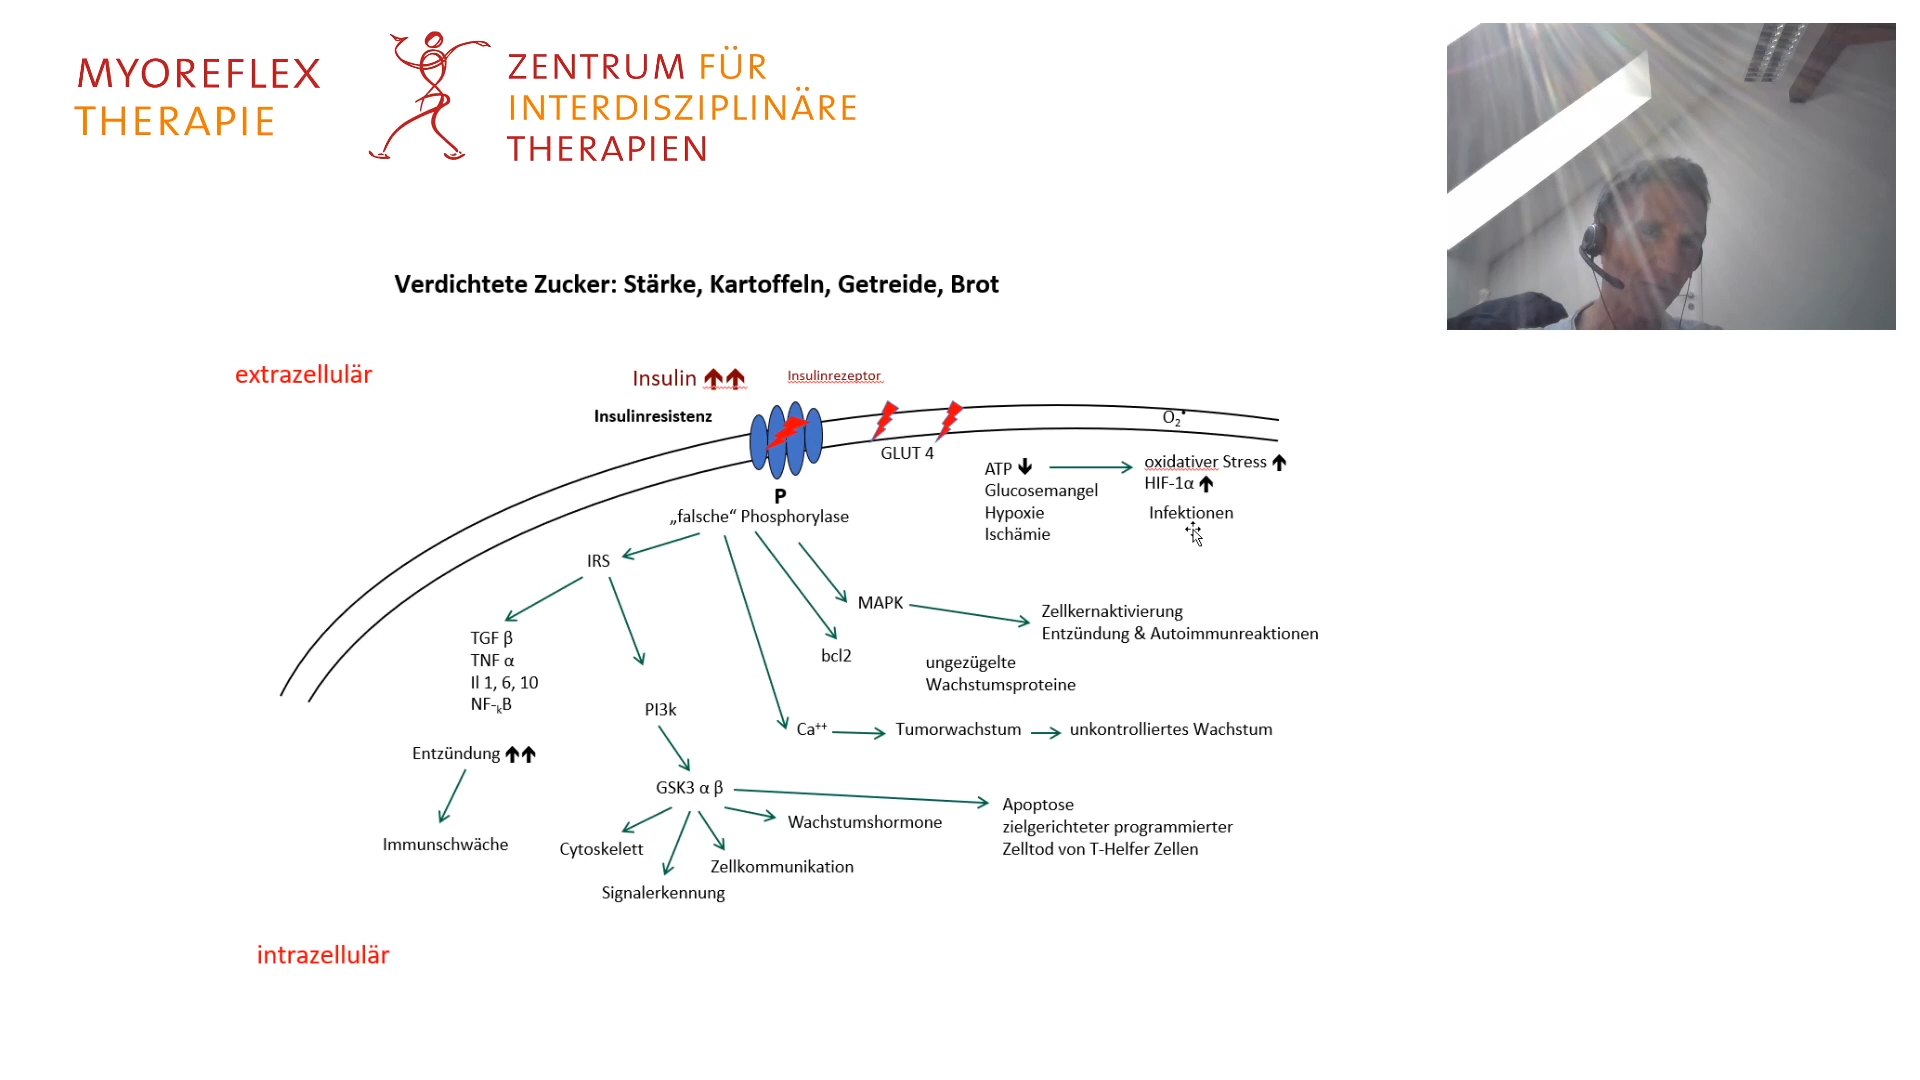 MYOREFLEX
THERAPIE
ZENTRUM FÜR
INTERDISZIPLINÄRE
THERAPIEN
Verdichtete Zucker: Stärke, Kartoffeln, Getreide, Brot
extrazellulär
Insulin ⬆⬆
Insulinrezeptor
Insulinresistenz
O₂•
GLUT 4
ATP ⬇
Glucosemangel
Hypoxie
Ischämie
oxidativer Stress ⬆
HIF-1α ⬆
Infektionen
P
„falsche“ Phosphorylase
IRS
MAPK
Zellkernaktivierung
Entzündung & Autoimmunreaktionen
TGF β
TNF α
Il 1, 6, 10
NF-ₖB
bcl2
ungezügelte
Wachstumsproteine
PI3k
Ca⁺⁺
Tumorwachstum
unkontrolliertes Wachstum
Entzündung ⬆⬆
GSK3 α β
Apoptose
zielgerichteter programmierter
Zelltod von T-Helfer Zellen
Wachstumshormone
Immunschwäche
Cytoskelett
Zellkommunikation
Signalerkennung
intrazellulär